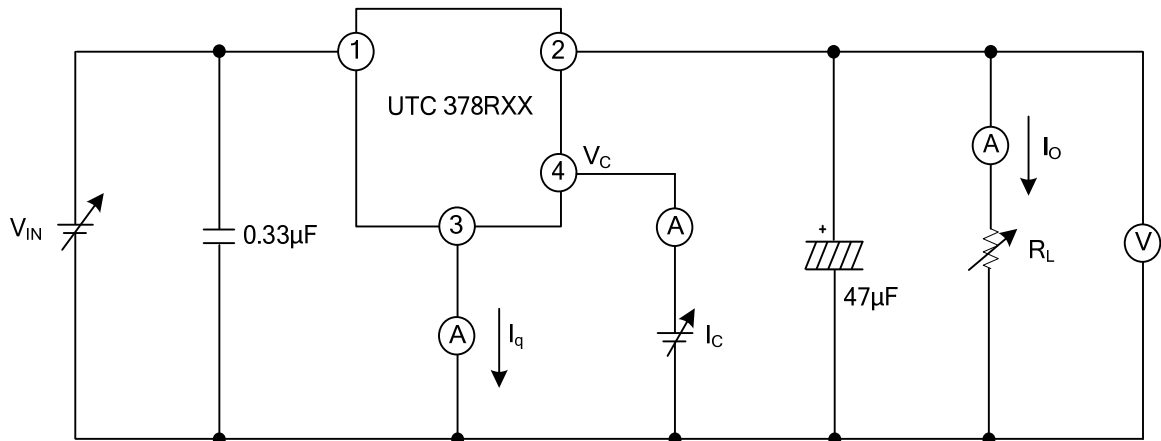 1
2
UTC 378RXX
4
V_C
3
A
V_IN
0.33µF
A
I_q
A
I_C
+
47µF
A
I_O
R_L
V